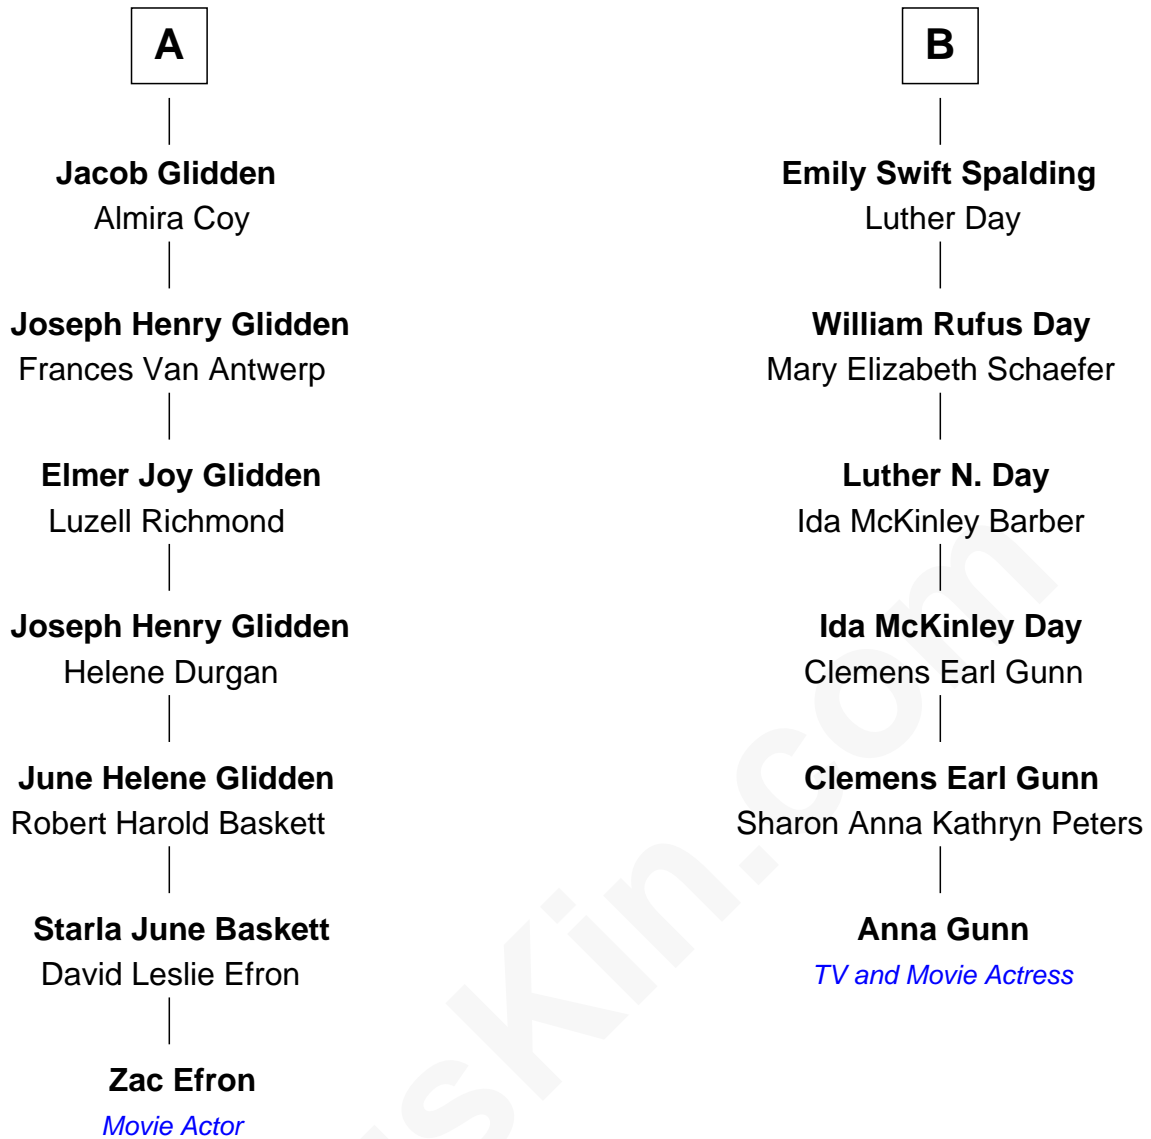 A
Jacob Glidden
Almira Coy
Joseph Henry Glidden
Frances Van Antwerp
Elmer Joy Glidden
Luzell Richmond
Joseph Henry Glidden
Helene Durgan
June Helene Glidden
Robert Harold Baskett
Starla June Baskett
David Leslie Efron
Zac Efron
Movie Actor
B
Emily Swift Spalding
Luther Day
William Rufus Day
Mary Elizabeth Schaefer
Luther N. Day
Ida McKinley Barber
Ida McKinley Day
Clemens Earl Gunn
Clemens Earl Gunn
Sharon Anna Kathryn Peters
Anna Gunn
TV and Movie Actress